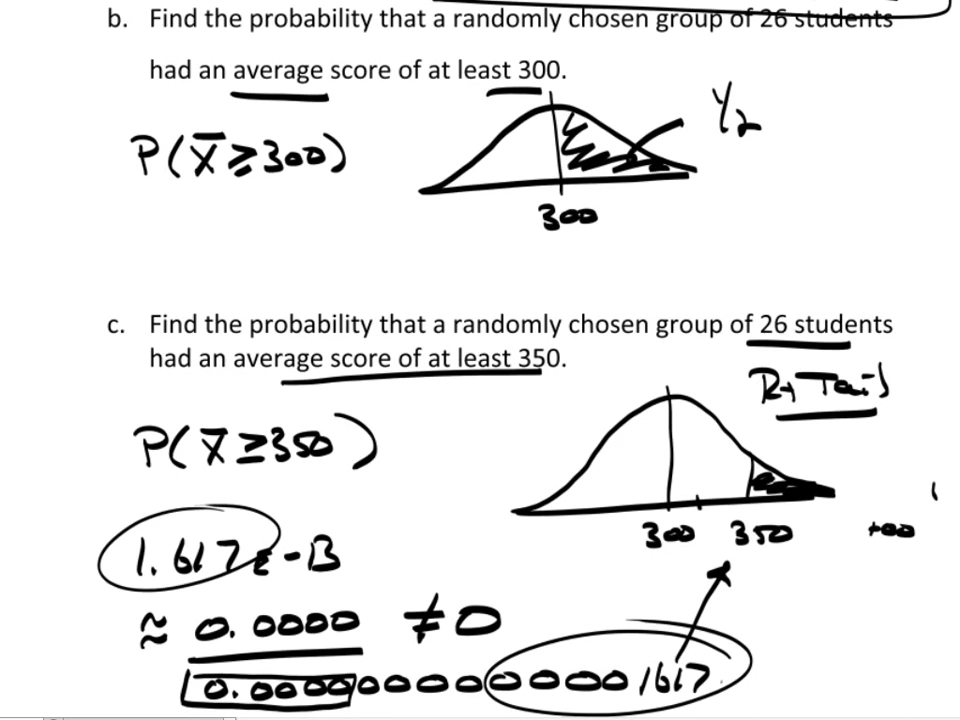 b. Find the probability that a randomly chosen group of 26 students
had an average score of at least 300.
P(X̄≥300)
1/2
300
c. Find the probability that a randomly chosen group of 26 students
had an average score of at least 350.
Rt Tail
P(X̄≥350)
300 350 +∞
1.617E-13
≈ 0.0000 ≠0
0.0000000000001617